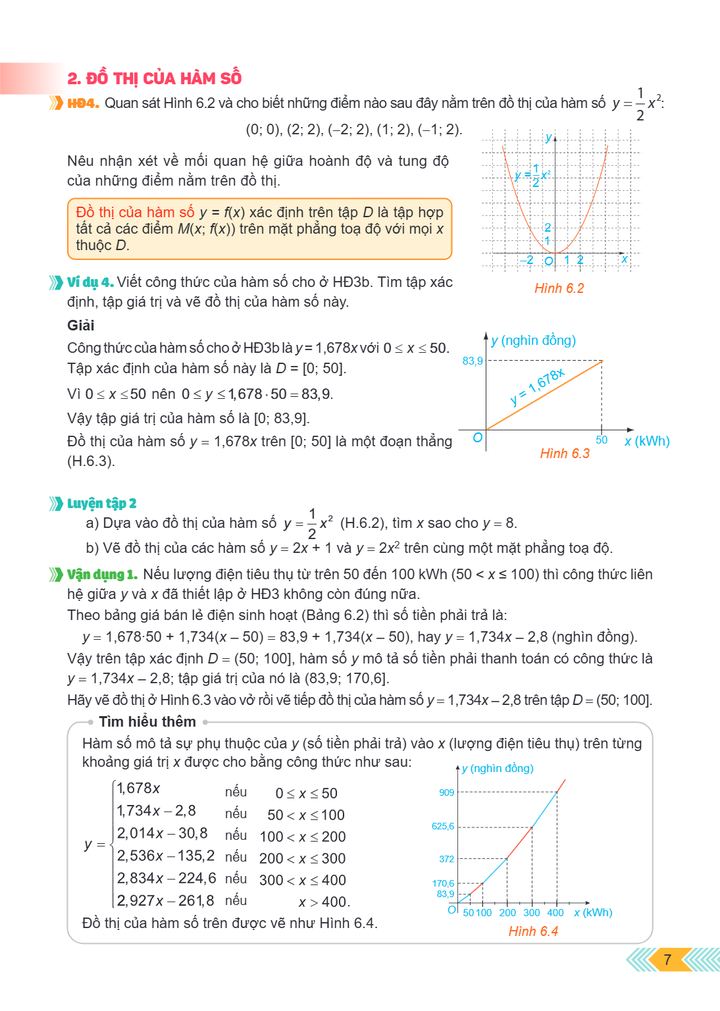 2. ĐỒ THỊ CỦA HÀM SỐ
HĐ4. Quan sát Hình 6.2 và cho biết những điểm nào sau đây nằm trên đồ thị của hàm số y = 1/2 x²:
(0; 0), (2; 2), (−2; 2), (1; 2), (−1; 2).
Nêu nhận xét về mối quan hệ giữa hoành độ và tung độ
của những điểm nằm trên đồ thị.
Đồ thị của hàm số y = f(x) xác định trên tập D là tập hợp
tất cả các điểm M(x; f(x)) trên mặt phẳng toạ độ với mọi x
thuộc D.
y
y = 1/2 x²
2
1
−2 O 1 2 x
Hình 6.2
Ví dụ 4. Viết công thức của hàm số cho ở HĐ3b. Tìm tập xác
định, tập giá trị và vẽ đồ thị của hàm số này.
Giải
Công thức của hàm số cho ở HĐ3b là y = 1,678x với 0 ≤ x ≤ 50.
Tập xác định của hàm số này là D = [0; 50].
Vì 0 ≤ x ≤ 50 nên 0 ≤ y ≤ 1,678 · 50 = 83,9.
Vậy tập giá trị của hàm số là [0; 83,9].
Đồ thị của hàm số y = 1,678x trên [0; 50] là một đoạn thẳng
(H.6.3).
y (nghìn đồng)
83,9
y = 1,678x
O 50 x (kWh)
Hình 6.3
Luyện tập 2
a) Dựa vào đồ thị của hàm số y = 1/2 x² (H.6.2), tìm x sao cho y = 8.
b) Vẽ đồ thị của các hàm số y = 2x + 1 và y = 2x² trên cùng một mặt phẳng toạ độ.
Vận dụng 1. Nếu lượng điện tiêu thụ từ trên 50 đến 100 kWh (50 < x ≤ 100) thì công thức liên
hệ giữa y và x đã thiết lập ở HĐ3 không còn đúng nữa.
Theo bảng giá bán lẻ điện sinh hoạt (Bảng 6.2) thì số tiền phải trả là:
y = 1,678·50 + 1,734(x – 50) = 83,9 + 1,734(x – 50), hay y = 1,734x – 2,8 (nghìn đồng).
Vậy trên tập xác định D = (50; 100], hàm số y mô tả số tiền phải thanh toán có công thức là
y = 1,734x – 2,8; tập giá trị của nó là (83,9; 170,6].
Hãy vẽ đồ thị ở Hình 6.3 vào vở rồi vẽ tiếp đồ thị của hàm số y = 1,734x – 2,8 trên tập D = (50; 100].
Tìm hiểu thêm
Hàm số mô tả sự phụ thuộc của y (số tiền phải trả) vào x (lượng điện tiêu thụ) trên từng
khoảng giá trị x được cho bằng công thức như sau:
1,678x nếu 0 ≤ x ≤ 50
1,734x − 2,8 nếu 50 < x ≤ 100
2,014x − 30,8 nếu 100 < x ≤ 200
y =
2,536x − 135,2 nếu 200 < x ≤ 300
2,834x − 224,6 nếu 300 < x ≤ 400
2,927x − 261,8 nếu x > 400.
Đồ thị của hàm số trên được vẽ như Hình 6.4.
y (nghìn đồng)
909
625,6
372
170,6
83,9
O 50 100 200 300 400 x (kWh)
Hình 6.4
7